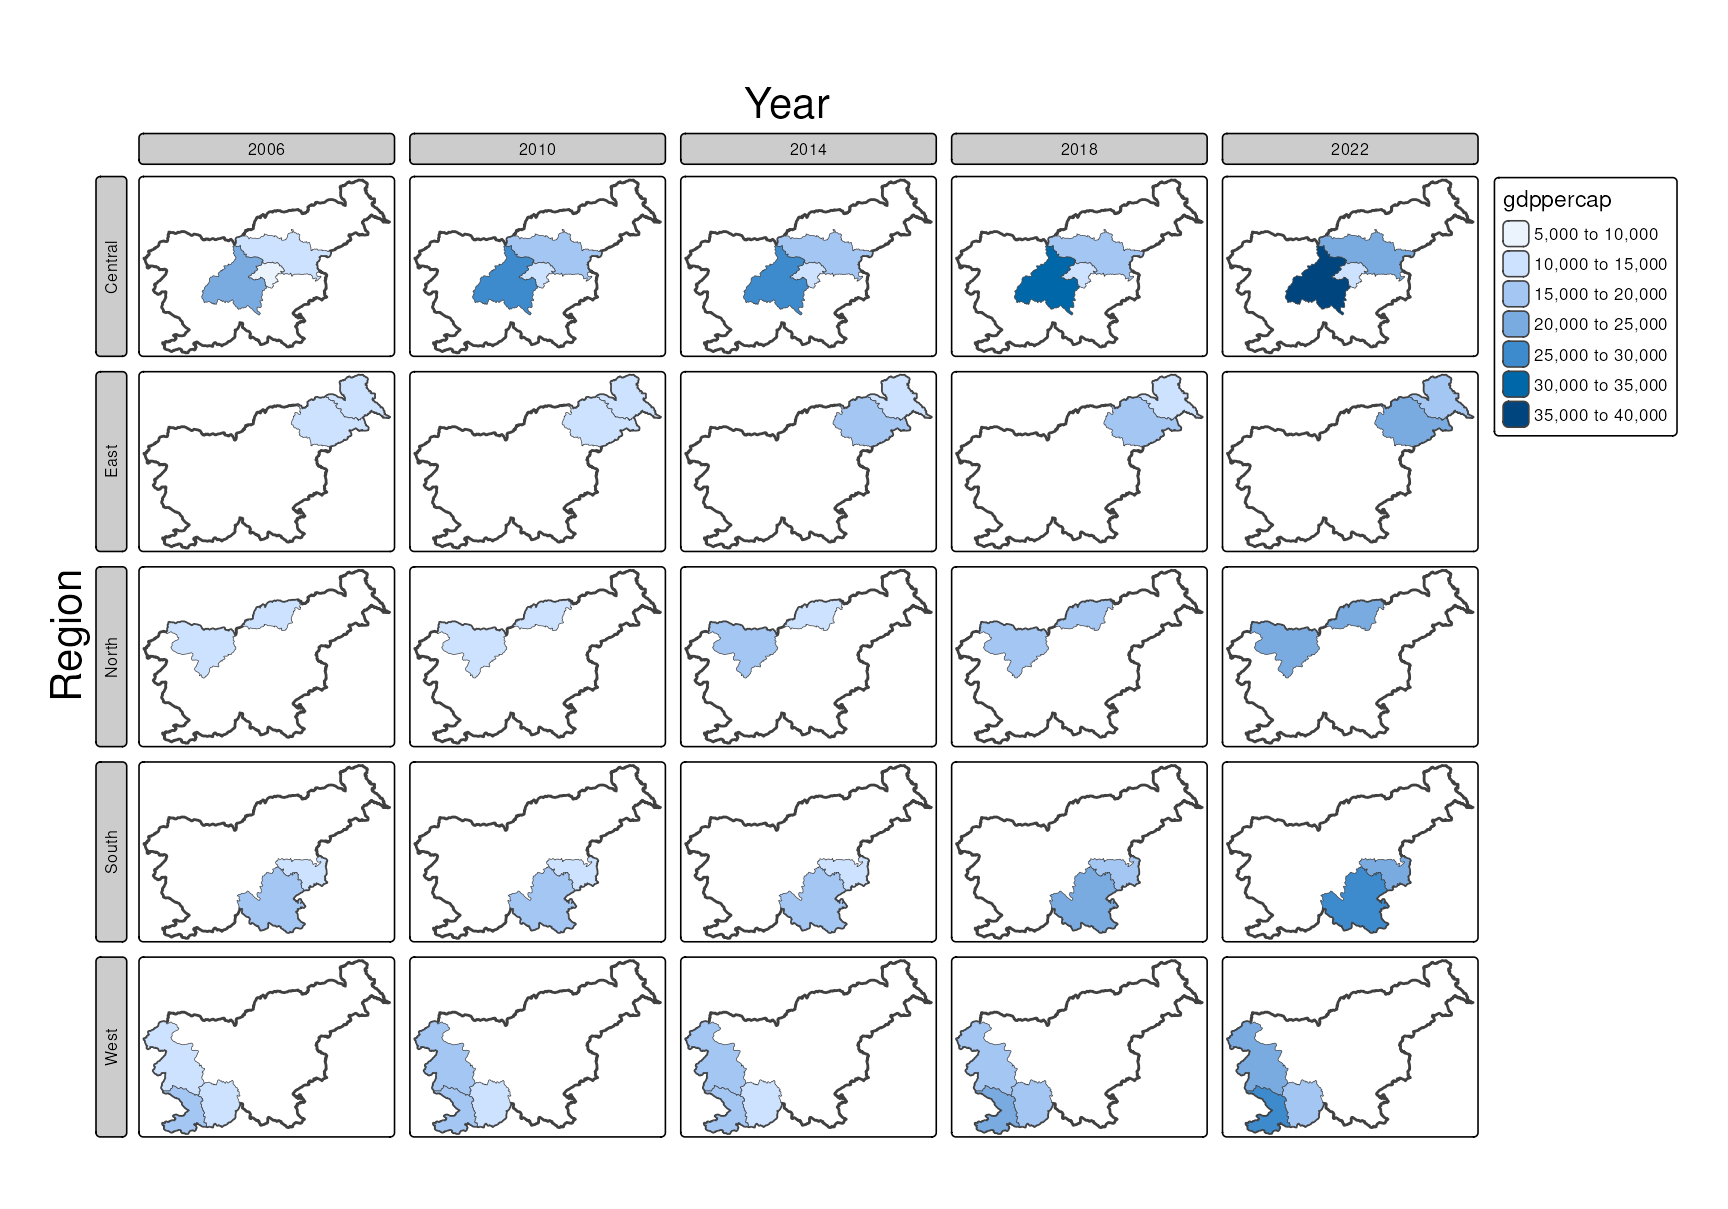 Year
2006 2010 2014 2018 2022
Region
Central
East
North
South
West
gdppercap
5,000 to 10,000
10,000 to 15,000
15,000 to 20,000
20,000 to 25,000
25,000 to 30,000
30,000 to 35,000
35,000 to 40,000